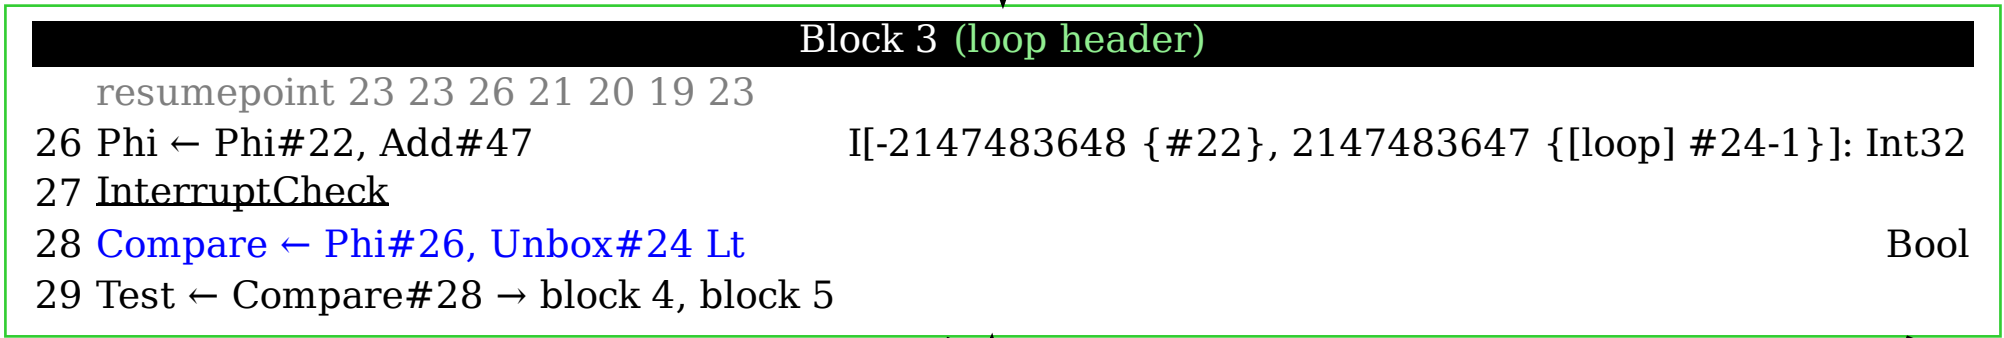 Block 3 (loop header)
resumepoint 23 23 26 21 20 19 23
26 Phi ← Phi#22, Add#47 I[-2147483648 {#22}, 2147483647 {[loop] #24-1}]: Int32
27 InterruptCheck
28 Compare ← Phi#26, Unbox#24 Lt Bool
29 Test ← Compare#28 → block 4, block 5